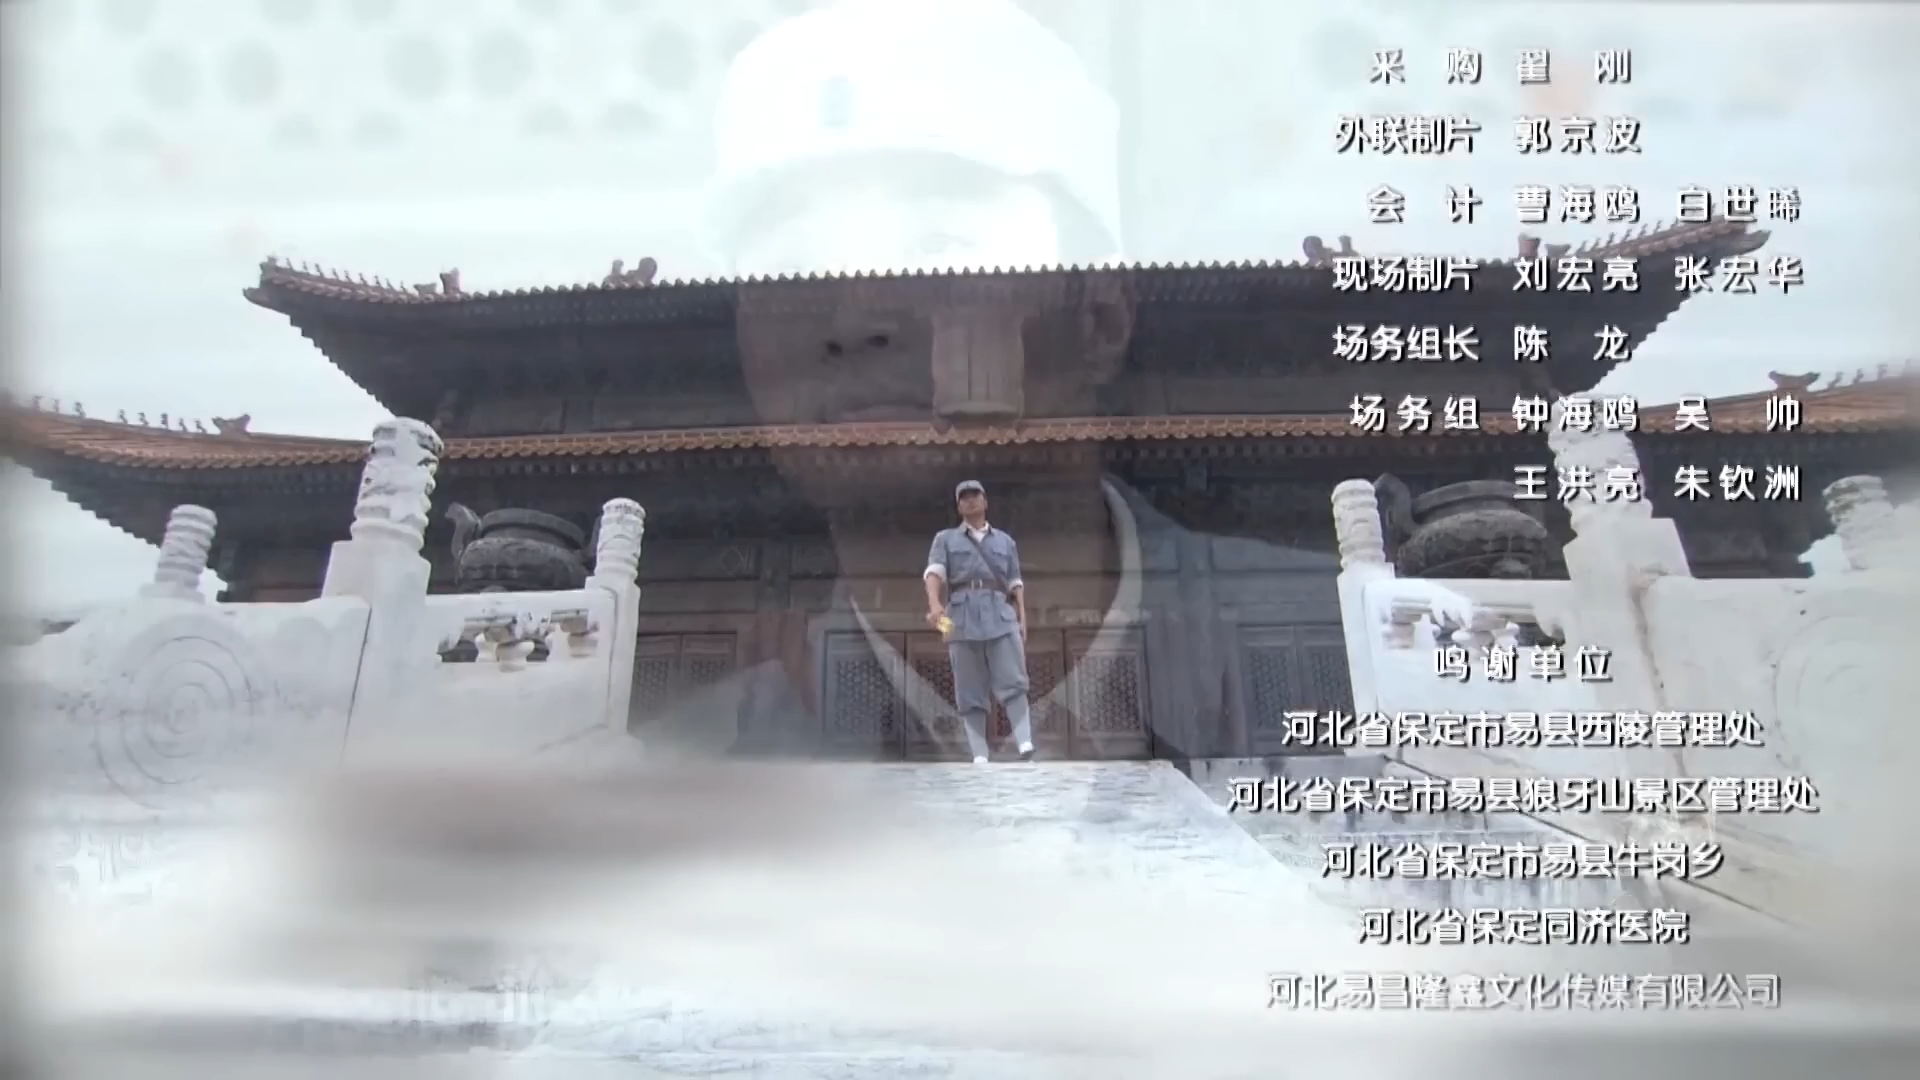 采 购 翟 刚
外联制片 郭京波
会 计 曹海鸥 白世晞
现场制片 刘宏亮 张宏华
场务组长 陈 龙
场务组 钟海鸥 吴 帅
王洪亮 朱钦洲
鸣谢单位
河北省保定市易县西陵管理处
河北省保定市易县狼牙山景区管理处
河北省保定市易县牛岗乡
河北省保定同济医院
河北易昌隆鑫文化传媒有限公司